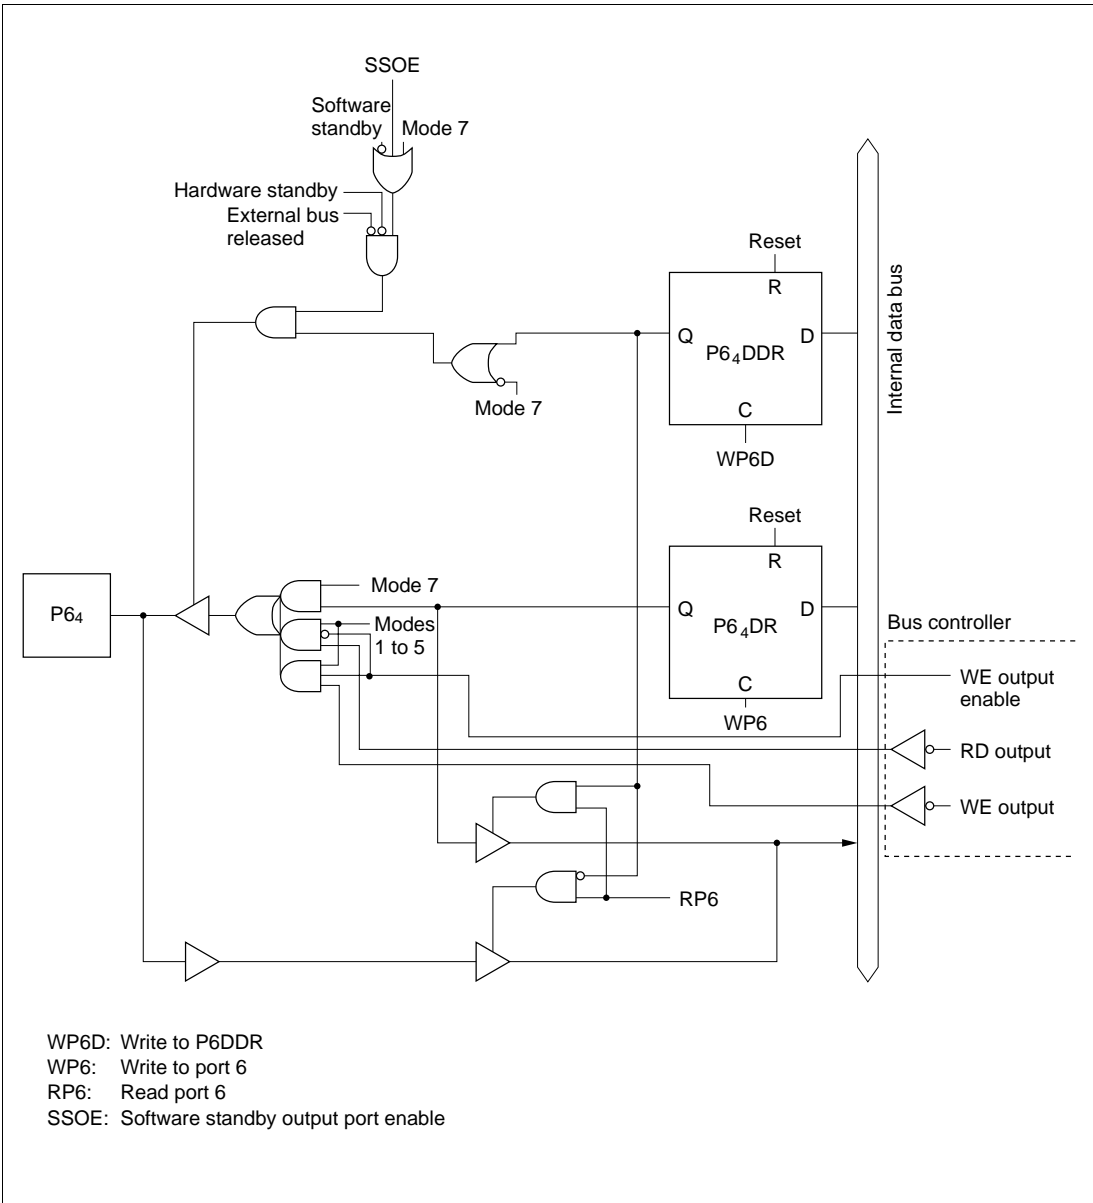 SSOE
Software
standby
Mode 7
Hardware standby
External bus
released
Reset
R
Q
D
P6₄DDR
C
WP6D
Mode 7
Internal data bus
Reset
R
P6₄
Mode 7
Q
D
P6₄DR
C
WP6
Modes
1 to 5
Bus controller
WE output
enable
RD output
WE output
RP6
WP6D: Write to P6DDR
WP6: Write to port 6
RP6: Read port 6
SSOE: Software standby output port enable